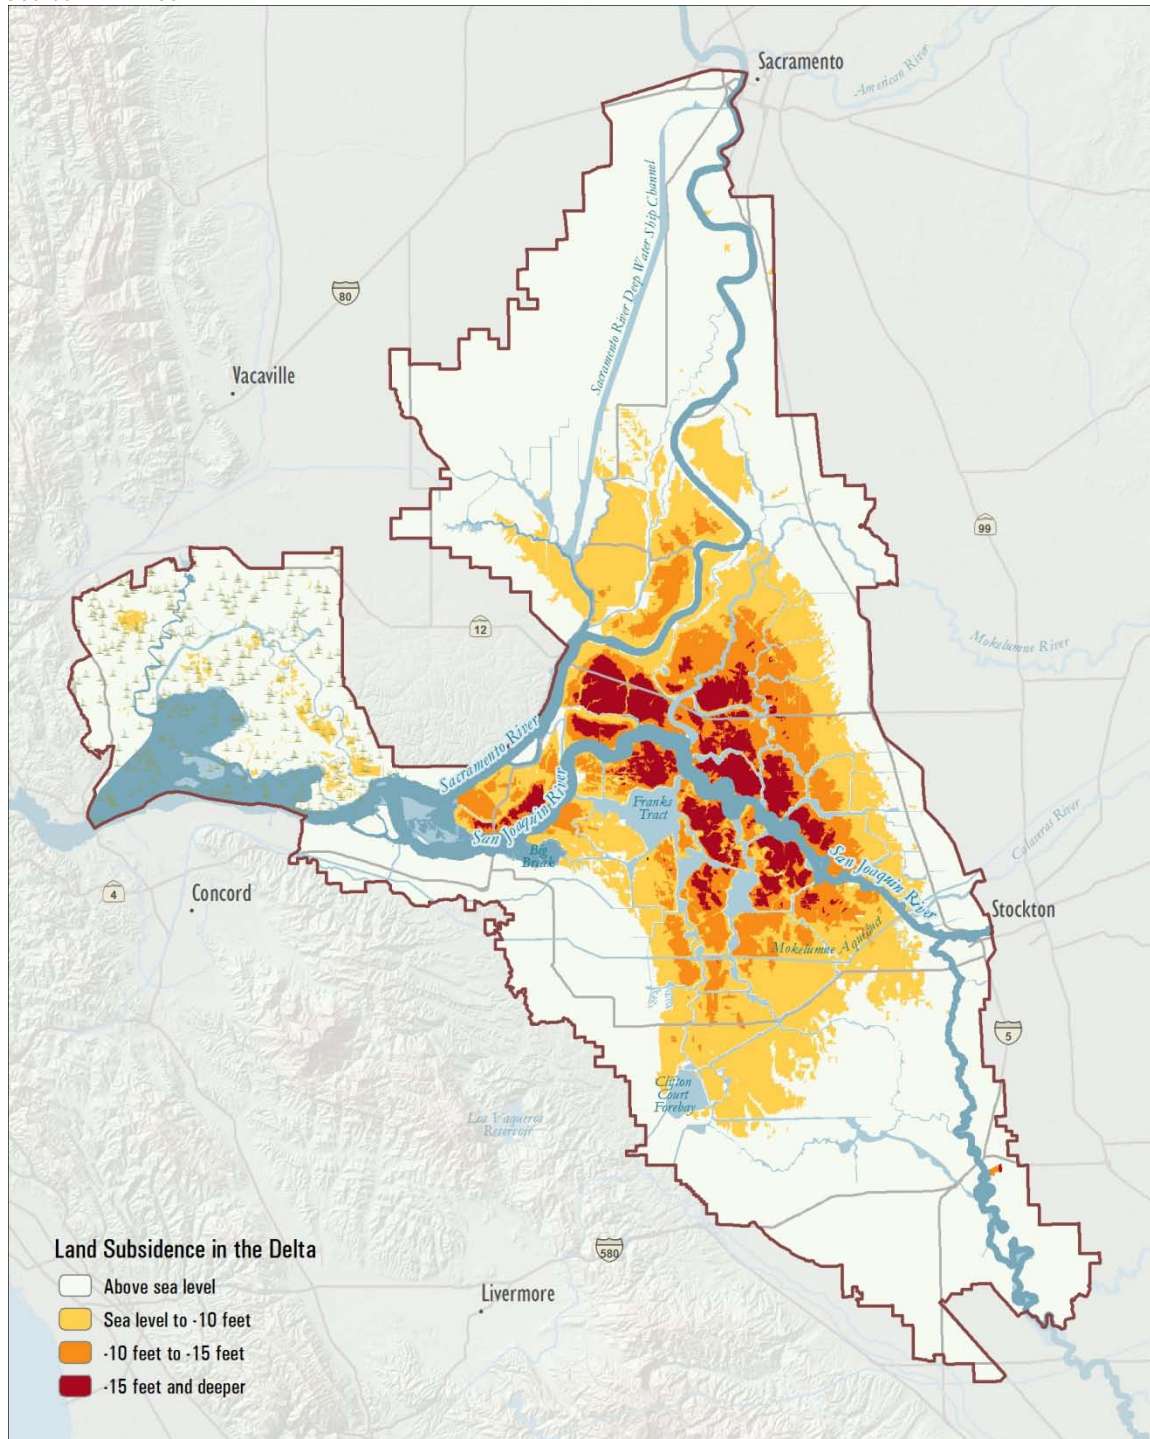 Sacramento
American River
Sacramento River Deep Water Ship Channel
80
Vacaville
99
12
Mokelumne River
Sacramento River
San Joaquin River
Franks
Tract
Big
Break
Calaveras River
San Joaquin River
4
Concord
Stockton
Mokelumne Aqueduct
5
Clifton
Court
Forebay
Los Vaqueros
Reservoir
580
Livermore
Land Subsidence in the Delta
Above sea level
Sea level to -10 feet
-10 feet to -15 feet
-15 feet and deeper